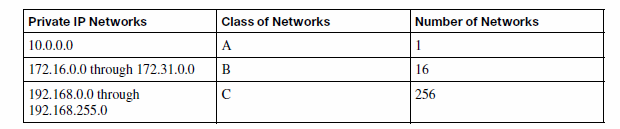 Private IP Networks Class of Networks Number of Networks
10.0.0.0 A 1
172.16.0.0 through 172.31.0.0 B 16
192.168.0.0 through C 256
192.168.255.0